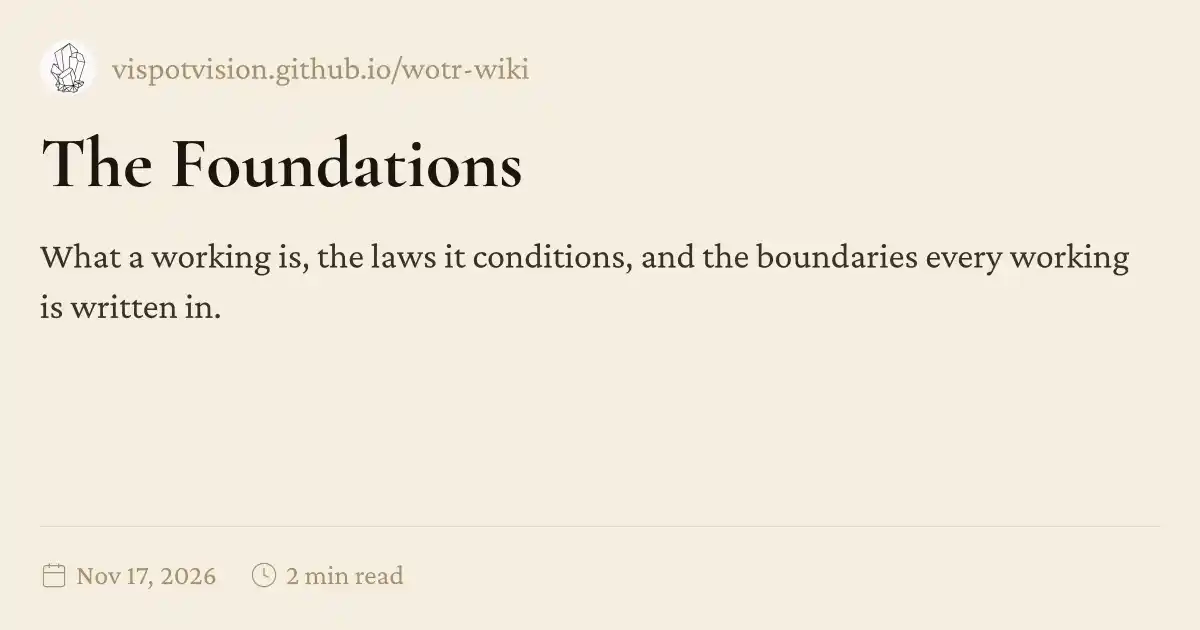 vispotvision.github.io/wotr-wiki
The Foundations
What a working is, the laws it conditions, and the boundaries every working
is written in.
Nov 17, 2026
2 min read